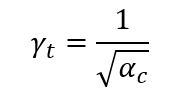 γ_t = 1/√α_c